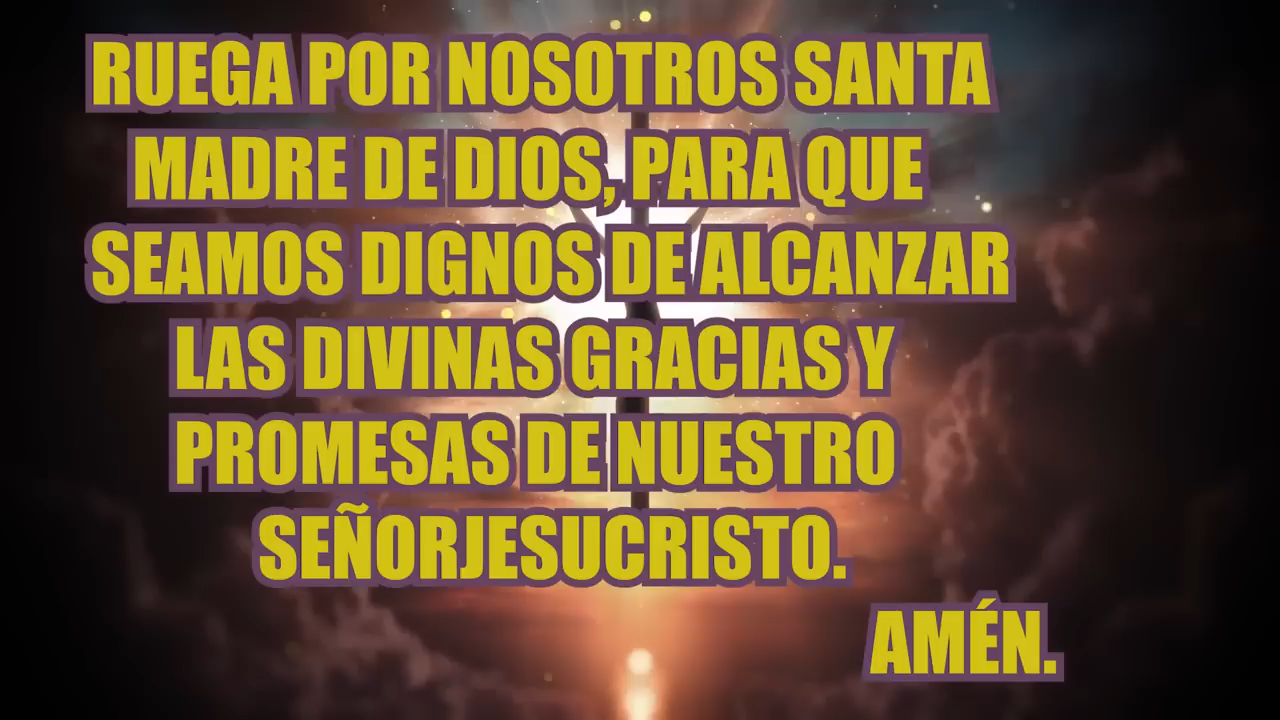 RUEGA POR NOSOTROS SANTA
MADRE DE DIOS, PARA QUE
SEAMOS DIGNOS DE ALCANZAR
LAS DIVINAS GRACIAS Y
PROMESAS DE NUESTRO
SEÑORJESUCRISTO.
AMÉN.